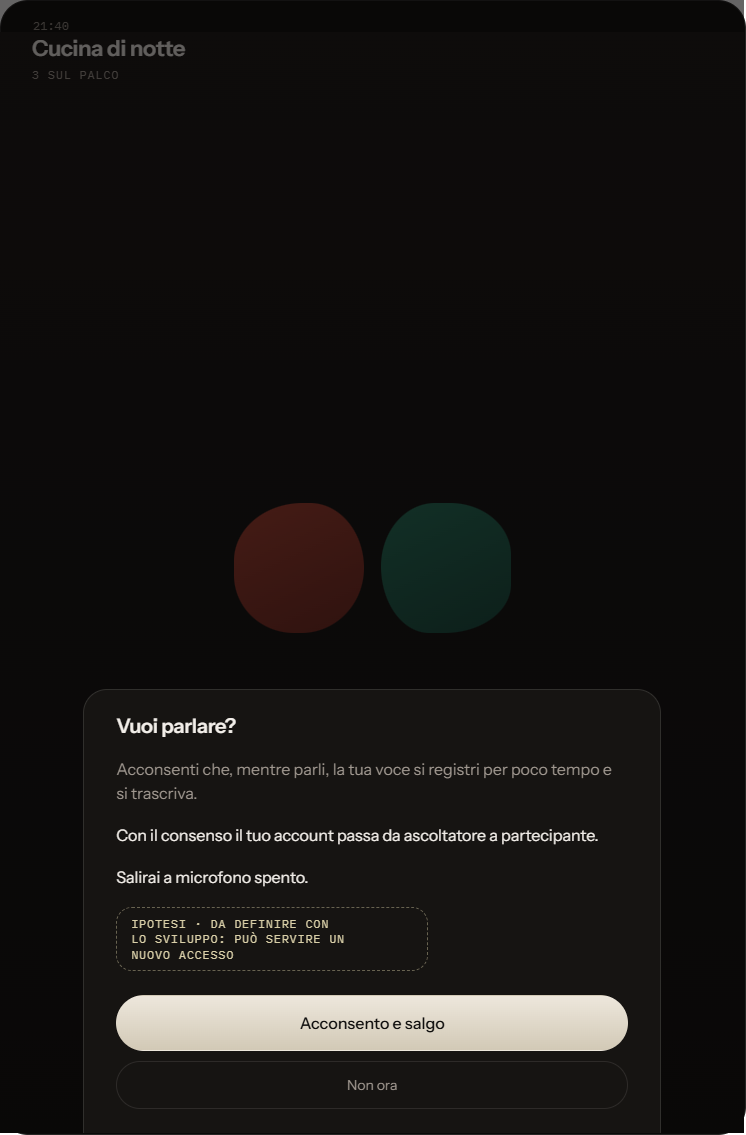 21:40
Cucina di notte
3 SUL PALCO
Vuoi parlare?
Acconsenti che, mentre parli, la tua voce si registri per poco tempo e
si trascriva.
Con il consenso il tuo account passa da ascoltatore a partecipante.
Salirai a microfono spento.
IPOTESI · DA DEFINIRE CON
LO SVILUPPO: PUÒ SERVIRE UN
NUOVO ACCESSO
Acconsento e salgo
Non ora